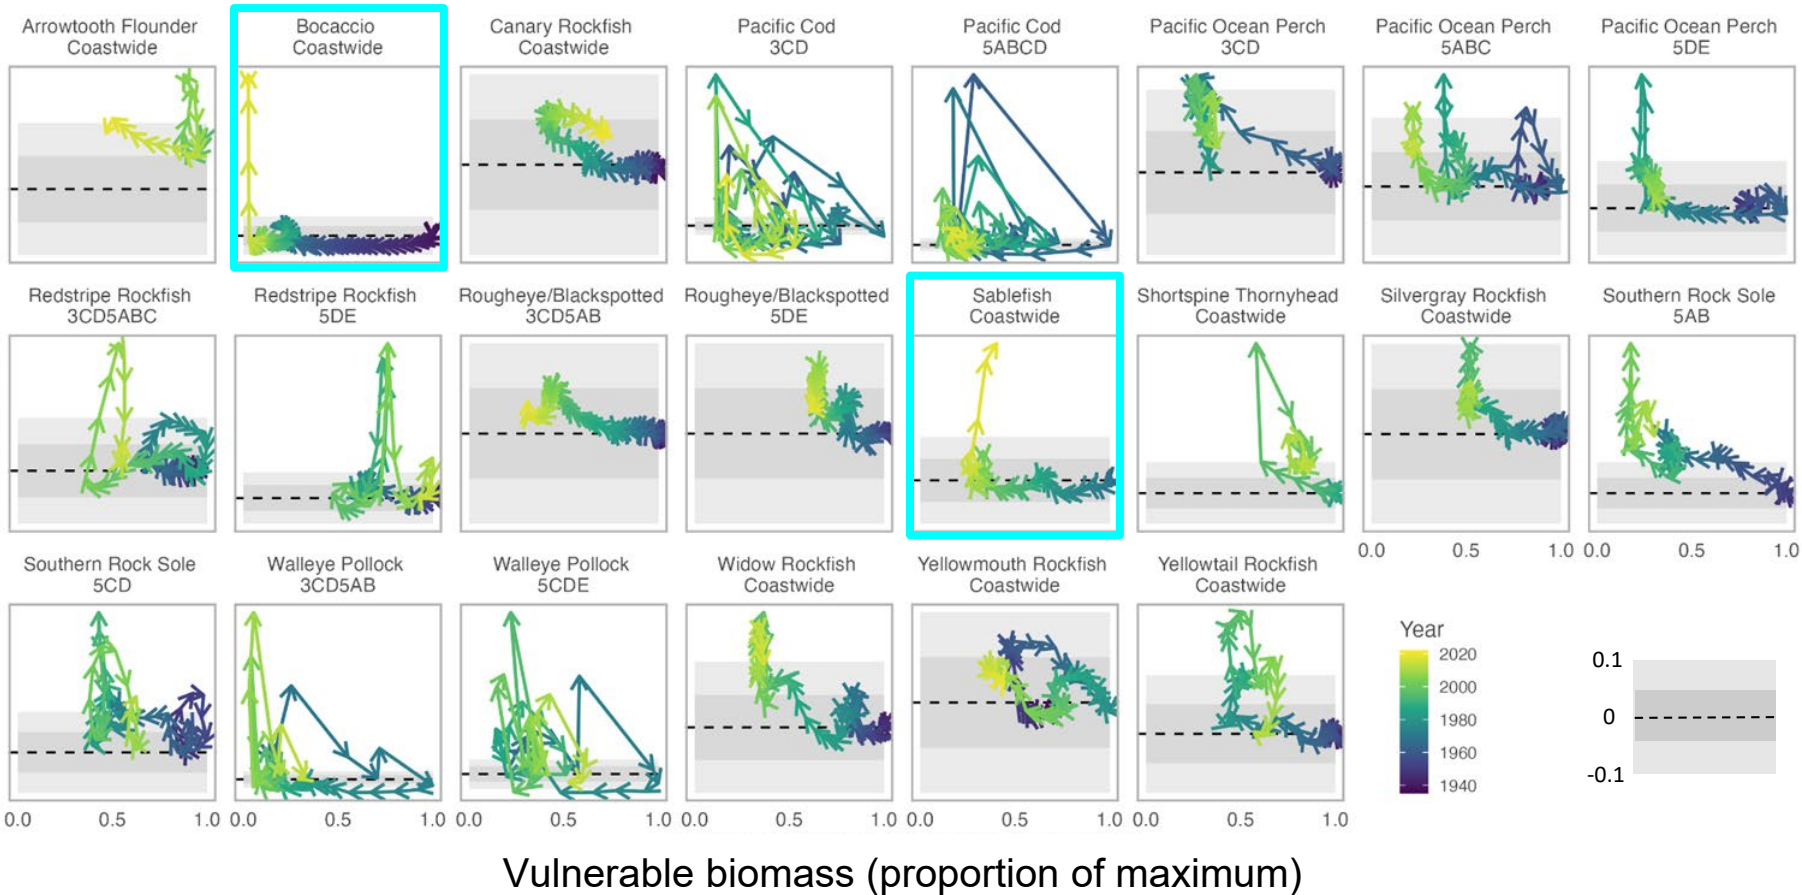 Arrowtooth Flounder
Coastwide
Bocaccio
Coastwide
Canary Rockfish
Coastwide
Pacific Cod
3CD
Pacific Cod
5ABCD
Pacific Ocean Perch
3CD
Pacific Ocean Perch
5ABC
Pacific Ocean Perch
5DE
Redstripe Rockfish
3CD5ABC
Redstripe Rockfish
5DE
Rougheye/Blackspotted
3CD5AB
Rougheye/Blackspotted
5DE
Sablefish
Coastwide
Shortspine Thornyhead
Coastwide
Silvergray Rockfish
Coastwide
Southern Rock Sole
5AB
0.0 0.5 1.0
0.0 0.5 1.0
Southern Rock Sole
5CD
Walleye Pollock
3CD5AB
Walleye Pollock
5CDE
Widow Rockfish
Coastwide
Yellowmouth Rockfish
Coastwide
Yellowtail Rockfish
Coastwide
Year
2020
2000
1980
1960
1940
0.1
0
-0.1
0.0 0.5 1.0
0.0 0.5 1.0
0.0 0.5 1.0
0.0 0.5 1.0
0.0 0.5 1.0
0.0 0.5 1.0
Vulnerable biomass (proportion of maximum)